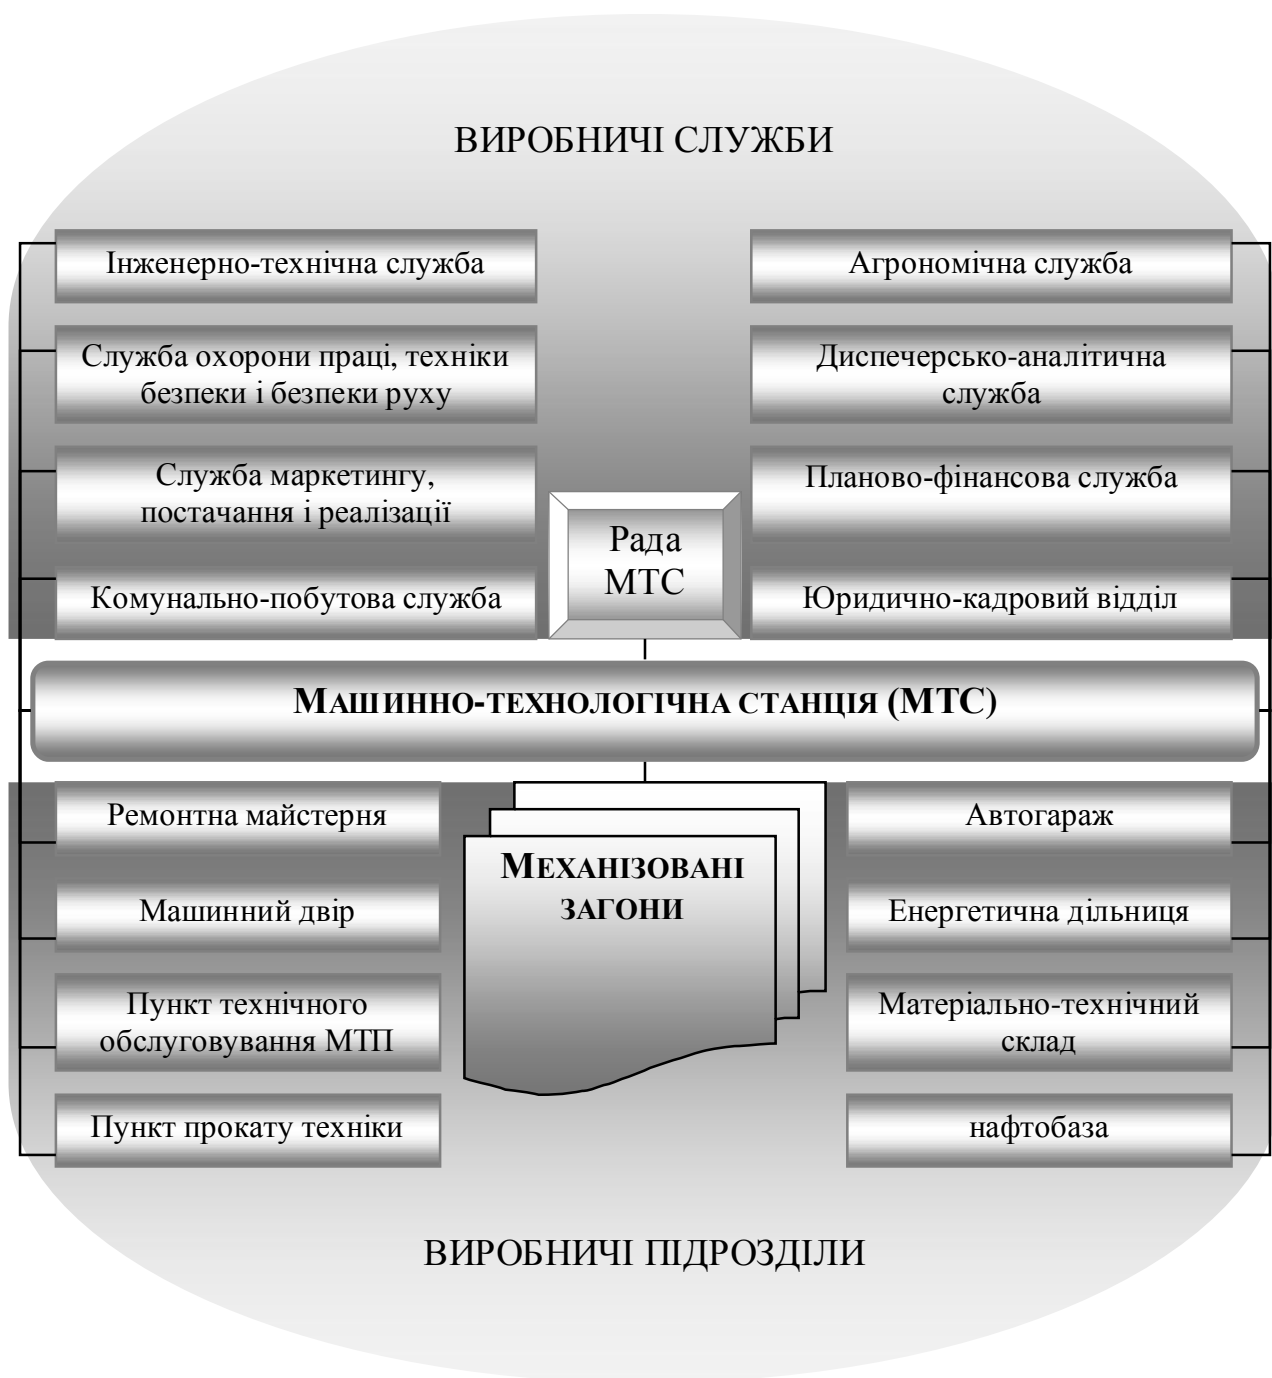 ВИРОБНИЧІ СЛУЖБИ
Інженерно-технічна служба
Агрономічна служба
Служба охорони праці, техніки
безпеки і безпеки руху
Диспечерсько-аналітична
служба
Служба маркетингу,
постачання і реалізації
Планово-фінансова служба
Рада
МТС
Комунально-побутова служба
Юридично-кадровий відділ
МАШИННО-ТЕХНОЛОГІЧНА СТАНЦІЯ (МТС)
Ремонтна майстерня
Автогараж
МЕХАНІЗОВАНІ
ЗАГОНИ
Машинний двір
Енергетична дільниця
Пункт технічного
обслуговування МТП
Матеріально-технічний
склад
Пункт прокату техніки
нафтобаза
ВИРОБНИЧІ ПІДРОЗДІЛИ